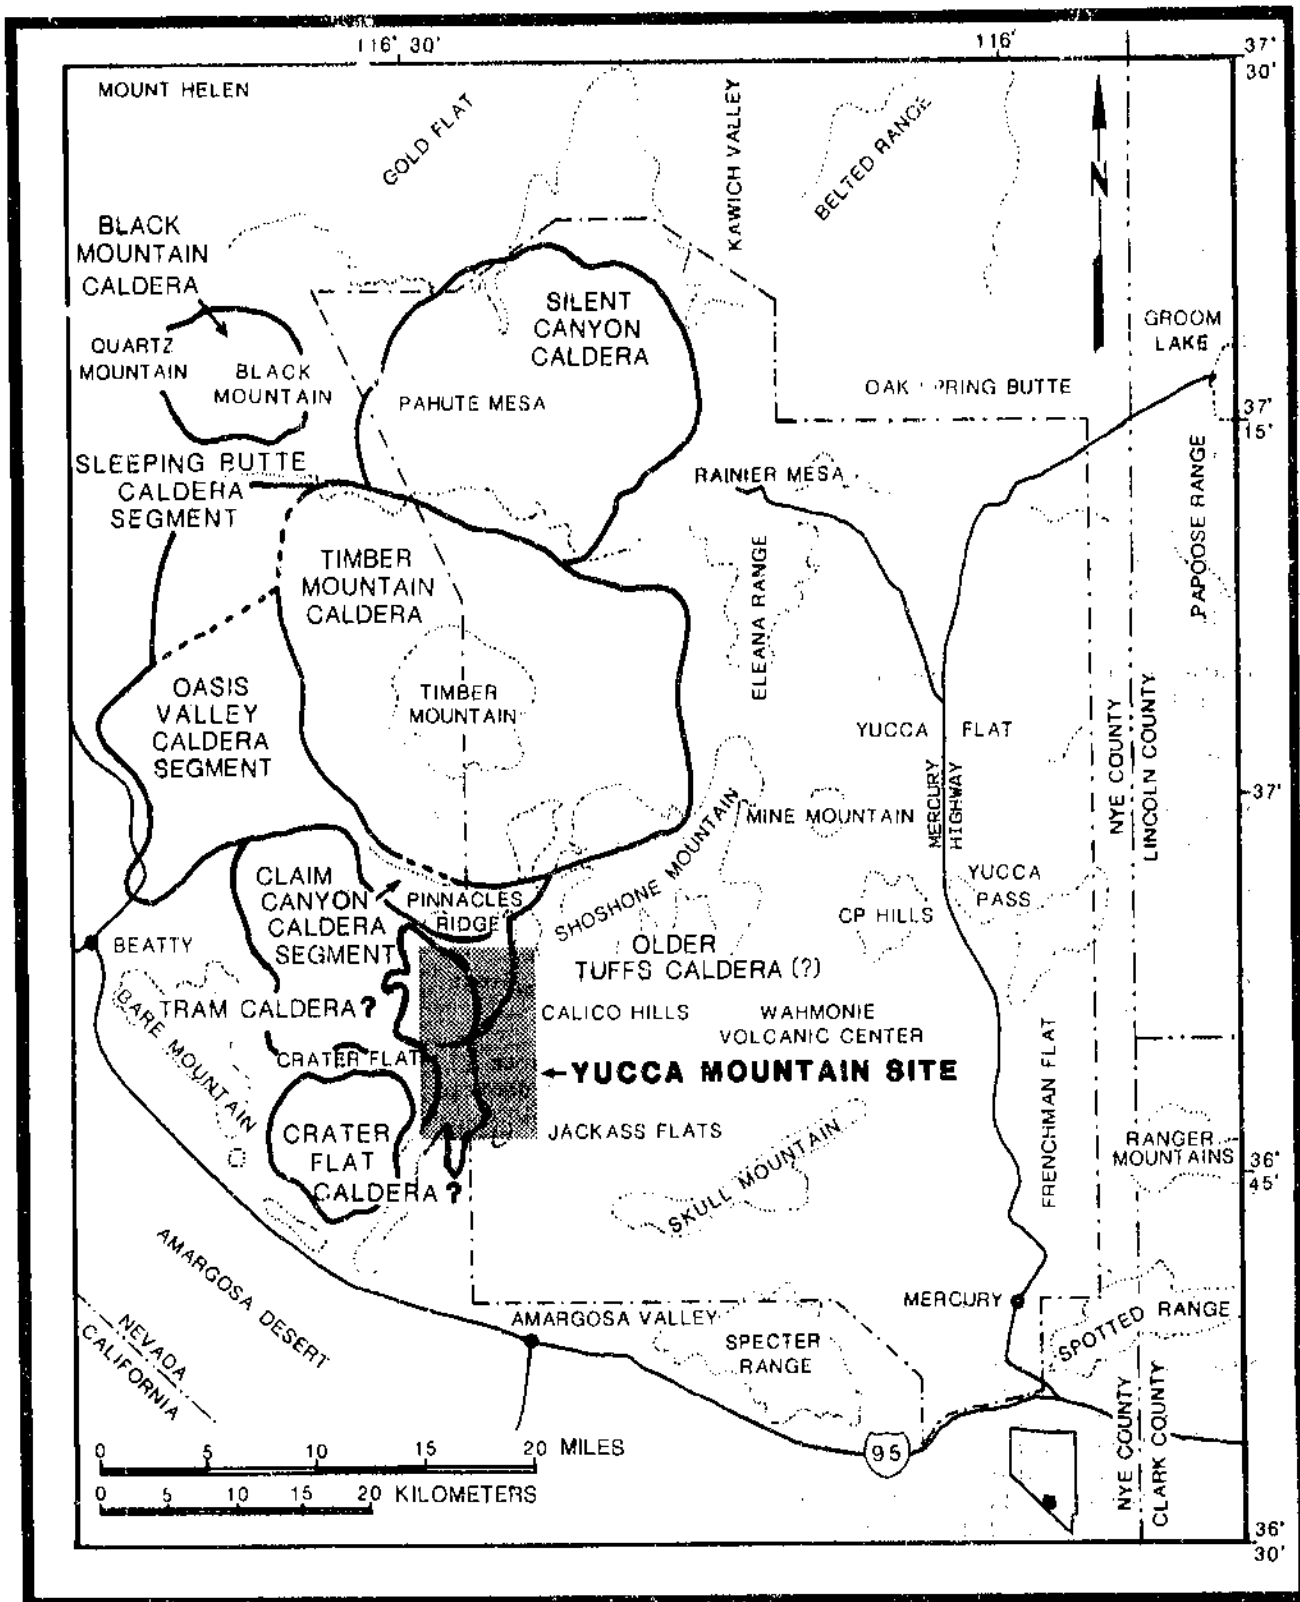 116° 30'
116°
37°
30'
MOUNT HELEN
GOLD FLAT
KAWICH VALLEY
BELTED RANGE
N
BLACK
MOUNTAIN
CALDERA
SILENT
CANYON
CALDERA
GROOM
LAKE
QUARTZ
MOUNTAIN
BLACK
MOUNTAIN
PAHUTE MESA
OAK PRING BUTTE
37°
15'
SLEEPING BUTTE
CALDERA
SEGMENT
RAINIER MESA
PAPOOSE RANGE
TIMBER
MOUNTAIN
CALDERA
ELEANA RANGE
OASIS
VALLEY
CALDERA
SEGMENT
TIMBER
MOUNTAIN
YUCCA FLAT
NYE COUNTY
LINCOLN COUNTY
MERCURY
HIGHWAY
37°
MINE MOUNTAIN
SHOSHONE MOUNTAIN
CLAIM
CANYON
CALDERA
SEGMENT
PINNACLES
RIDGE
YUCCA
PASS
CP HILLS
BEATTY
OLDER
TUFFS CALDERA (?)
BARE MOUNTAIN
TRAM CALDERA?
CALICO HILLS
WAHMONIE
VOLCANIC CENTER
CRATER FLAT
YUCCA MOUNTAIN SITE
FRENCHMAN FLAT
CRATER
FLAT
CALDERA ?
JACKASS FLATS
SKULL MOUNTAIN
RANGER
MOUNTAINS
36°
45'
AMARGOSA DESERT
NEVADA
CALIFORNIA
AMARGOSA VALLEY
MERCURY
SPECTER
RANGE
SPOTTED RANGE
NYE COUNTY
CLARK COUNTY
95
0 5 10 15 20 MILES
0 5 10 15 20 KILOMETERS
36°
30'